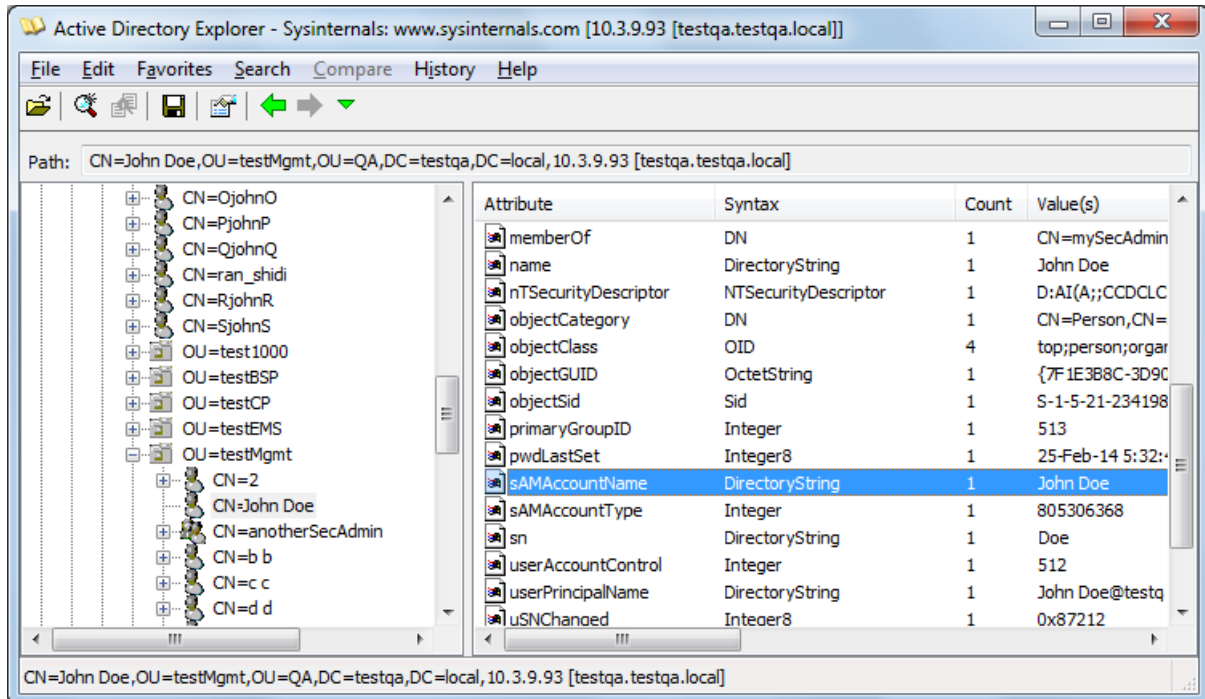 Active Directory Explorer - Sysinternals: www.sysinternals.com [10.3.9.93 [testqa.testqa.local]]
File Edit Favorites Search Compare History Help
Path: CN=John Doe,OU=testMgmt,OU=QA,DC=testqa,DC=local,10.3.9.93 [testqa.testqa.local]
CN=OjohnO
CN=PjohnP
CN=QjohnQ
CN=ran_shidi
CN=RjohnR
CN=SjohnS
OU=test1000
OU=testBSP
OU=testCP
OU=testEMS
OU=testMgmt
CN=2
CN=John Doe
CN=anotherSecAdmin
CN=b b
CN=c c
CN=d d
Attribute Syntax Count Value(s)
memberOf DN 1 CN=mySecAdmin
name DirectoryString 1 John Doe
nTSecurityDescriptor NTSecurityDescriptor 1 D:AI(A;;CCDCLC
objectCategory DN 1 CN=Person,CN=
objectClass OID 4 top;person;organ
objectGUID OctetString 1 {7F1E3B8C-3D90
objectSid Sid 1 S-1-5-21-234198
primaryGroupID Integer 1 513
pwdLastSet Integer8 1 25-Feb-14 5:32:4
sAMAccountName DirectoryString 1 John Doe
sAMAccountType Integer 1 805306368
sn DirectoryString 1 Doe
userAccountControl Integer 1 512
userPrincipalName DirectoryString 1 John Doe@testq
uSNChanged Integer8 1 0x87212
CN=John Doe,OU=testMgmt,OU=QA,DC=testqa,DC=local,10.3.9.93 [testqa.testqa.local]